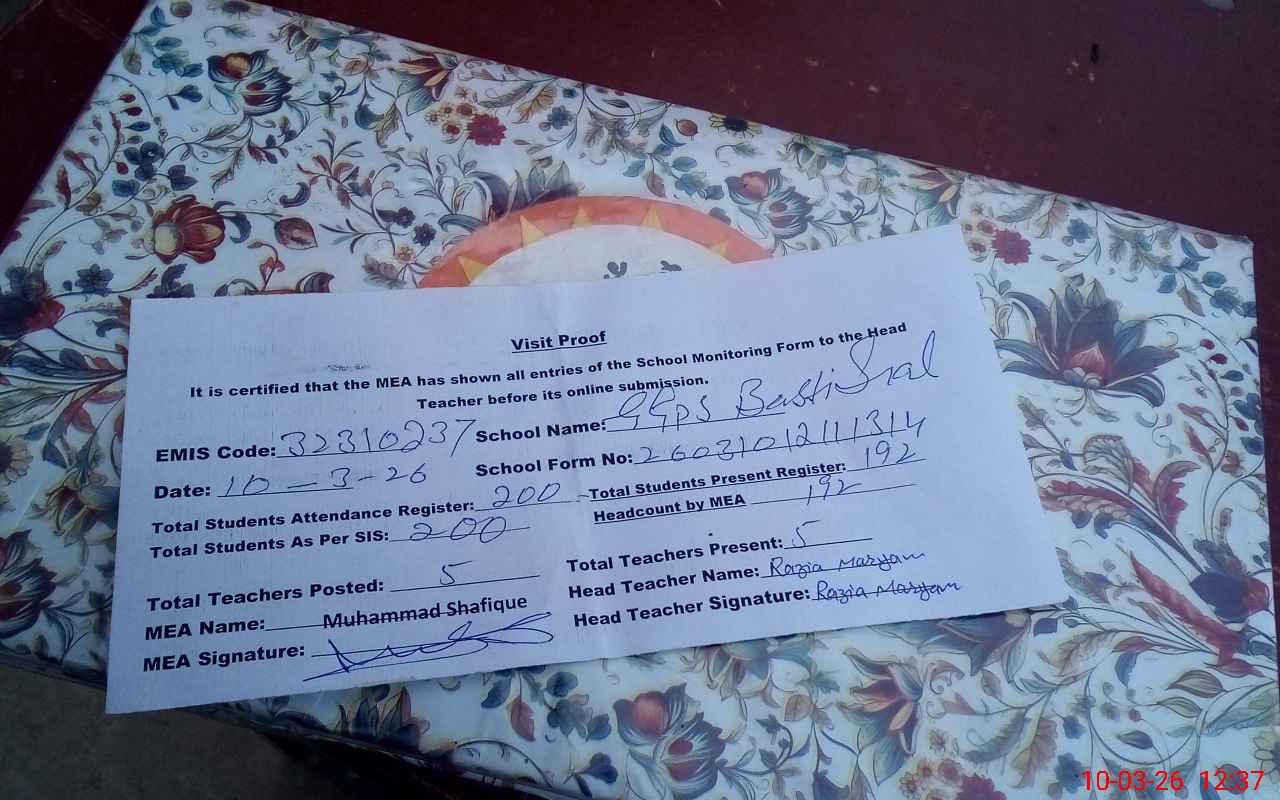 Visit Proof
It is certified that the MEA has shown all entries of the School Monitoring Form to the Head
Teacher before its online submission.
EMIS Code: 32310237 School Name: GGPS Basti
Date: 10-3-26 School Form No: 26031012111314
Total Students Attendance Register: 200 Total Students Present Register: 192
Total Students As Per SIS: 200 Headcount by MEA 192
Total Teachers Posted: 5 Total Teachers Present: 5
MEA Name: Muhammad Shafique Head Teacher Name: Razia Maryam
MEA Signature: Head Teacher Signature: Razia Maryam
10-03-26 12:37